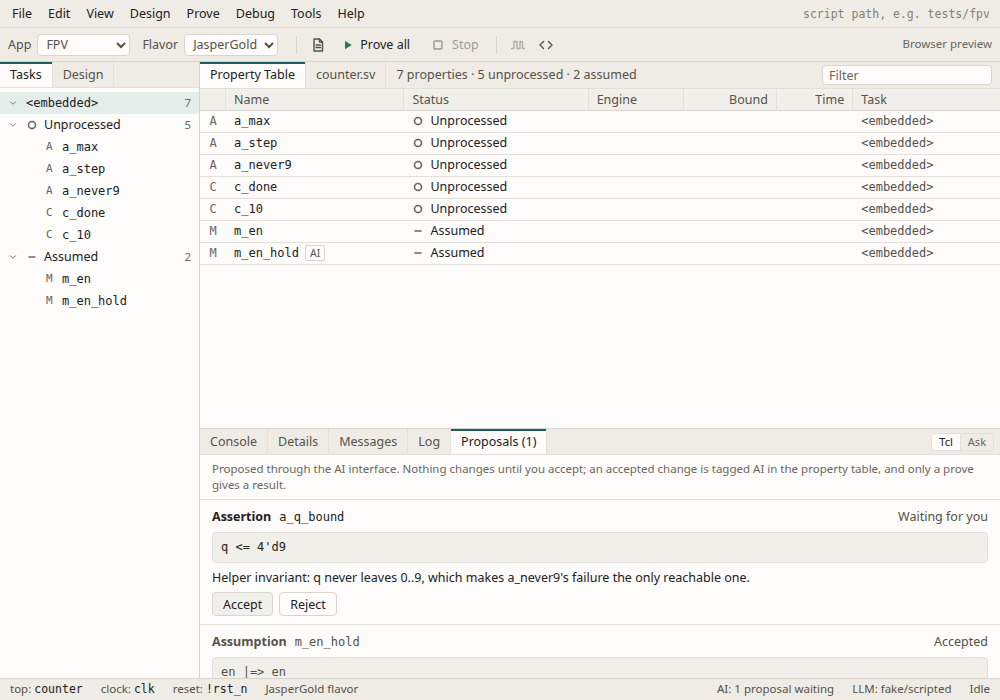 File Edit View Design Prove Debug Tools Help script path, e.g. tests/fpv
App FPV Flavor JasperGold Prove all Stop Browser preview
Tasks Design Property Table counter.sv 7 properties · 5 unprocessed · 2 assumed Filter
<embedded> 7
Unprocessed 5
A a_max
A a_step
A a_never9
C c_done
C c_10
Assumed 2
M m_en
M m_en_hold
Name Status Engine Bound Time Task
A a_max Unprocessed <embedded>
A a_step Unprocessed <embedded>
A a_never9 Unprocessed <embedded>
C c_done Unprocessed <embedded>
C c_10 Unprocessed <embedded>
M m_en Assumed <embedded>
M m_en_hold AI Assumed <embedded>
Console Details Messages Log Proposals (1) Tcl Ask
Proposed through the AI interface. Nothing changes until you accept; an accepted change is tagged AI in the property table, and only a prove
gives a result.
Assertion a_q_bound Waiting for you
q <= 4'd9
Helper invariant: q never leaves 0..9, which makes a_never9's failure the only reachable one.
Accept Reject
Assumption m_en_hold Accepted
en |=> en
top: counter clock: clk reset: !rst_n JasperGold flavor AI: 1 proposal waiting LLM: fake/scripted Idle